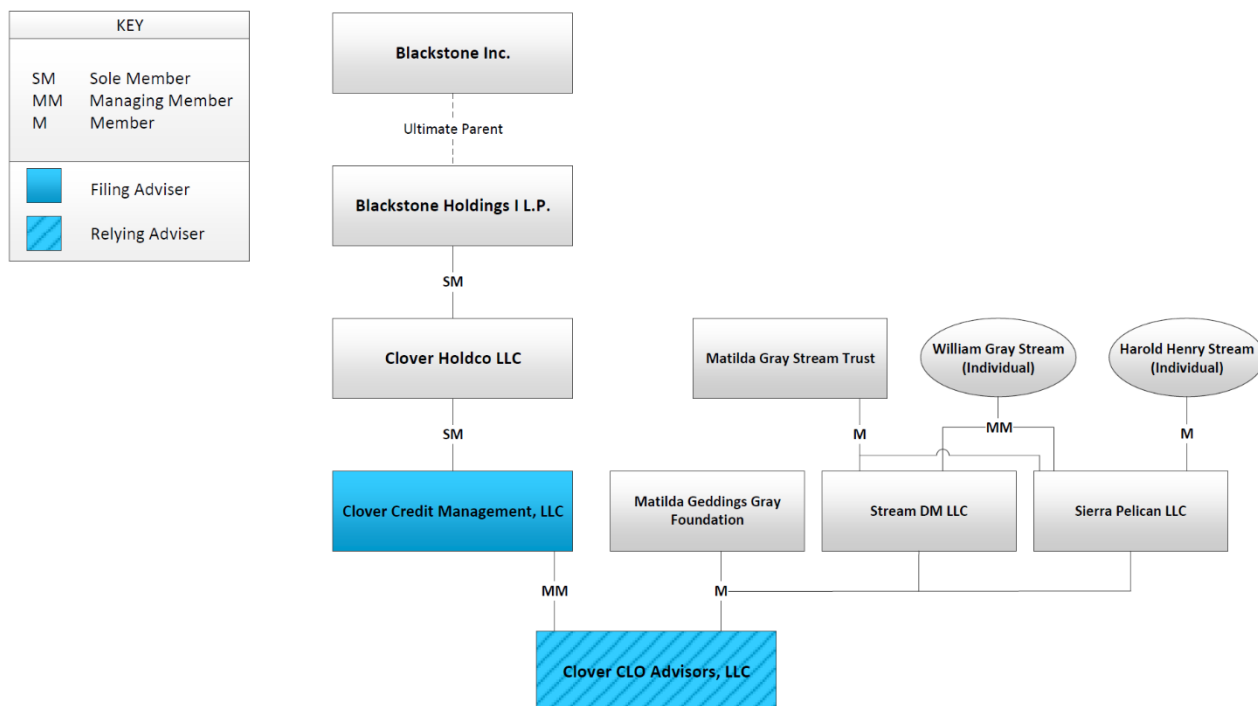 KEY
SM Sole Member
MM Managing Member
M Member
Filing Adviser
Relying Adviser
Blackstone Inc.
Ultimate Parent
Blackstone Holdings I L.P.
SM
Clover Holdco LLC
SM
Clover Credit Management, LLC
MM
Matilda Gray Stream Trust
M
William Gray Stream
(Individual)
MM
Harold Henry Stream
(Individual)
M
Matilda Geddings Gray
Foundation
Stream DM LLC
Sierra Pelican LLC
M
Clover CLO Advisors, LLC